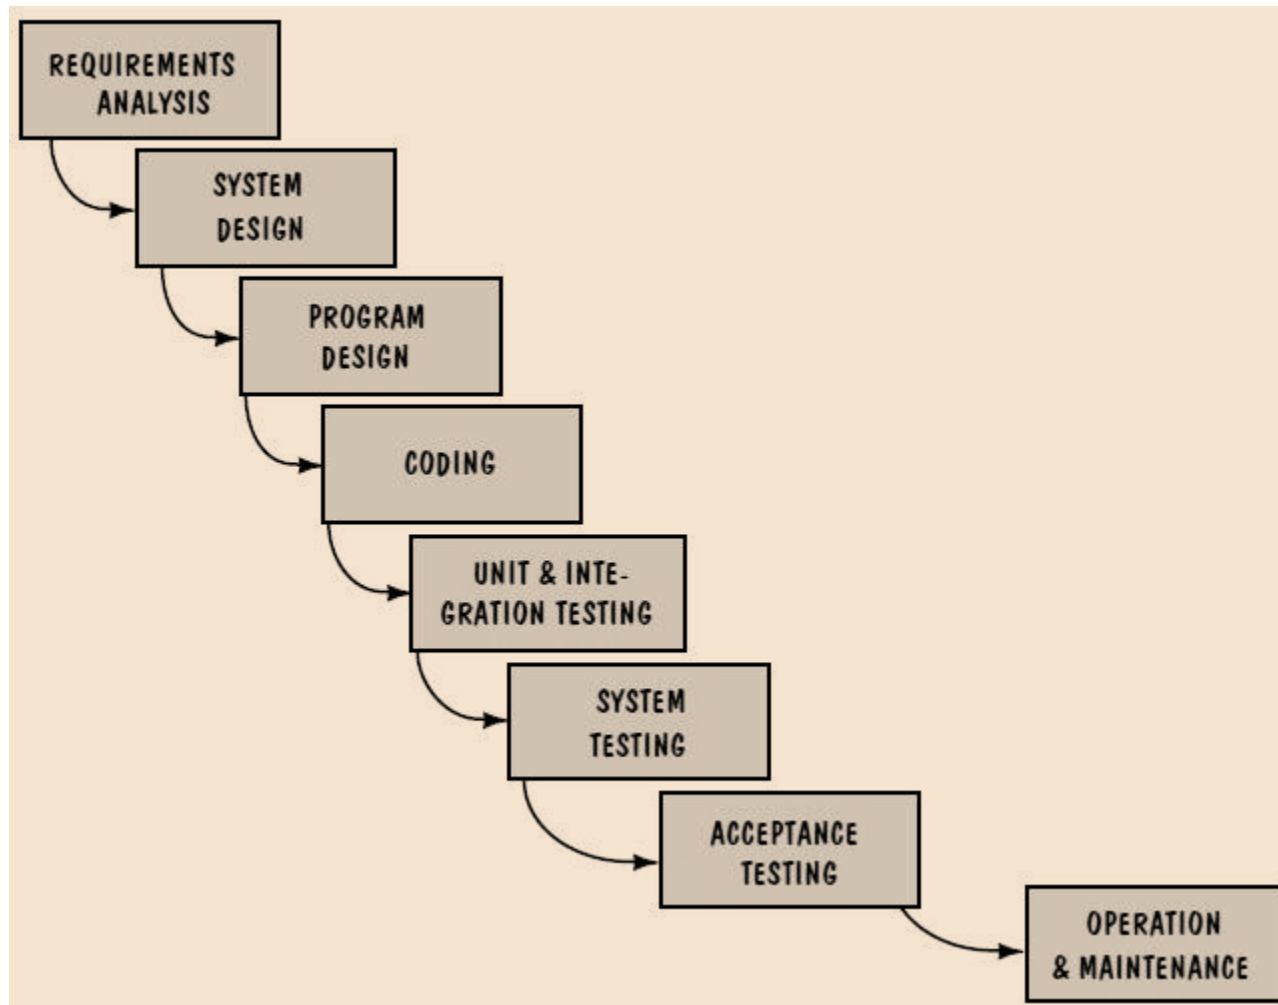 REQUIREMENTS
ANALYSIS
SYSTEM
DESIGN
PROGRAM
DESIGN
CODING
UNIT & INTE-
GRATION TESTING
SYSTEM
TESTING
ACCEPTANCE
TESTING
OPERATION
& MAINTENANCE